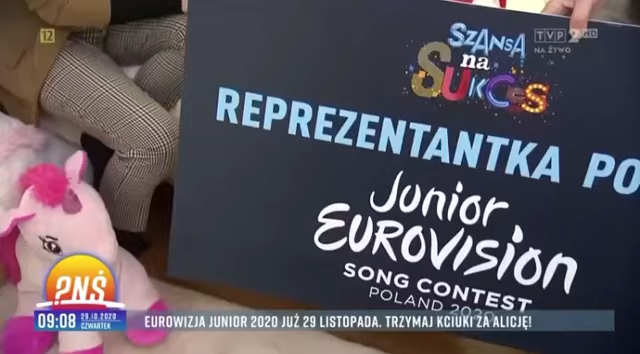 12
TVP2HD
NA ŻYWO
SZANSA
na
SUKCES
REPREZENTANTKA PO
Junior
EUROVISION
SONG CONTEST
POLAND 2020
PNŚ
09:08
29.10.2020
CZWARTEK
EUROWIZJA JUNIOR 2020 JUŻ 29 LISTOPADA. TRZYMAJ KCIUKI ZA ALICJĘ!